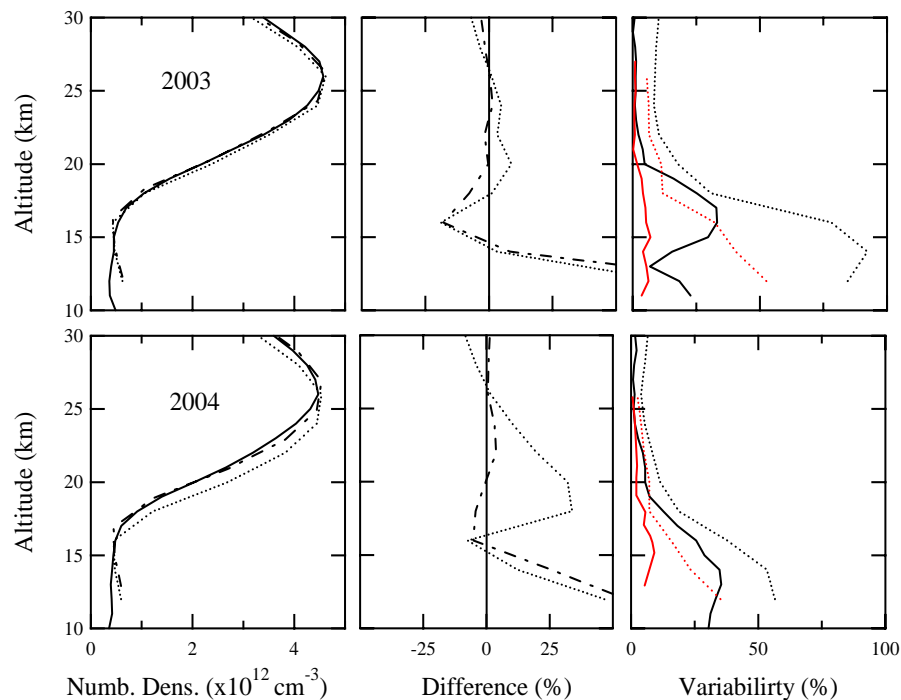 30
25
20
15
10
Altitude (km)
2003
30
25
20
15
10
Altitude (km)
2004
0 2 4
-25 0 25
0 50 100
Numb. Dens. (x10^12 cm^-3)
Difference (%)
Variabilirty (%)